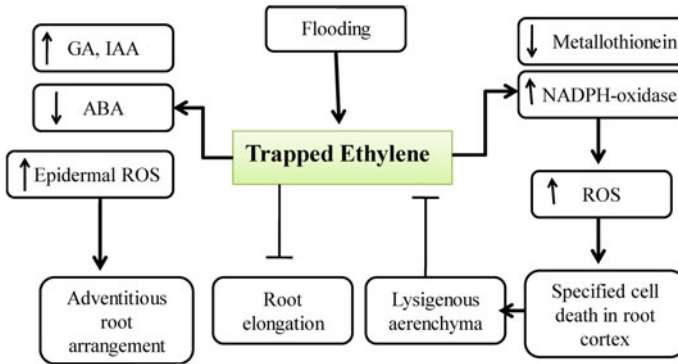 Flooding
GA, IAA
Metallothionein
ABA
NADPH-oxidase
Trapped Ethylene
Epidermal ROS
ROS
Adventitious
root
arrangement
Root
elongation
Lysigenous
aerenchyma
Specified cell
death in root
cortex